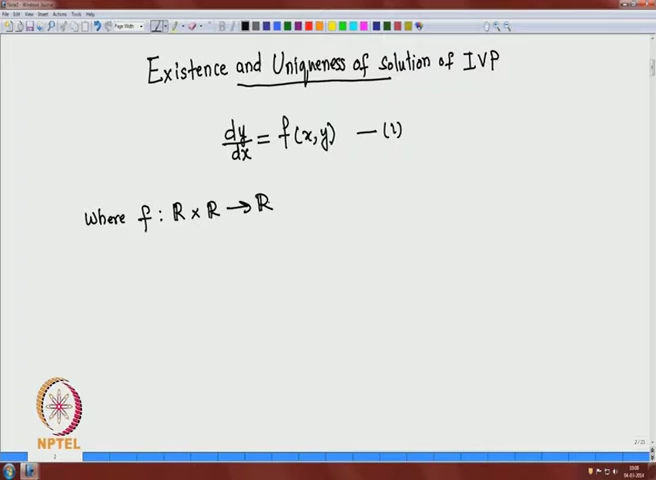 Existence and Uniqueness of solution of IVP
dy/dx = f(x,y) — (1)
where f : ℝ × ℝ → ℝ
NPTEL